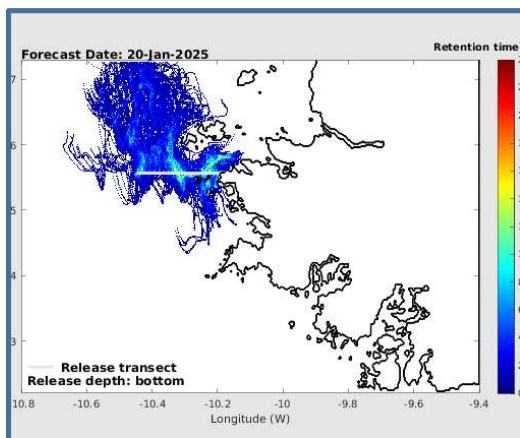 Retention time
Forecast Date: 20-Jan-2025
7
6
5
4
3
Release transect
Release depth: bottom
10.8 -10.6 -10.4 -10.2 -10 -9.8 -9.6 -9.4
Longitude (W)